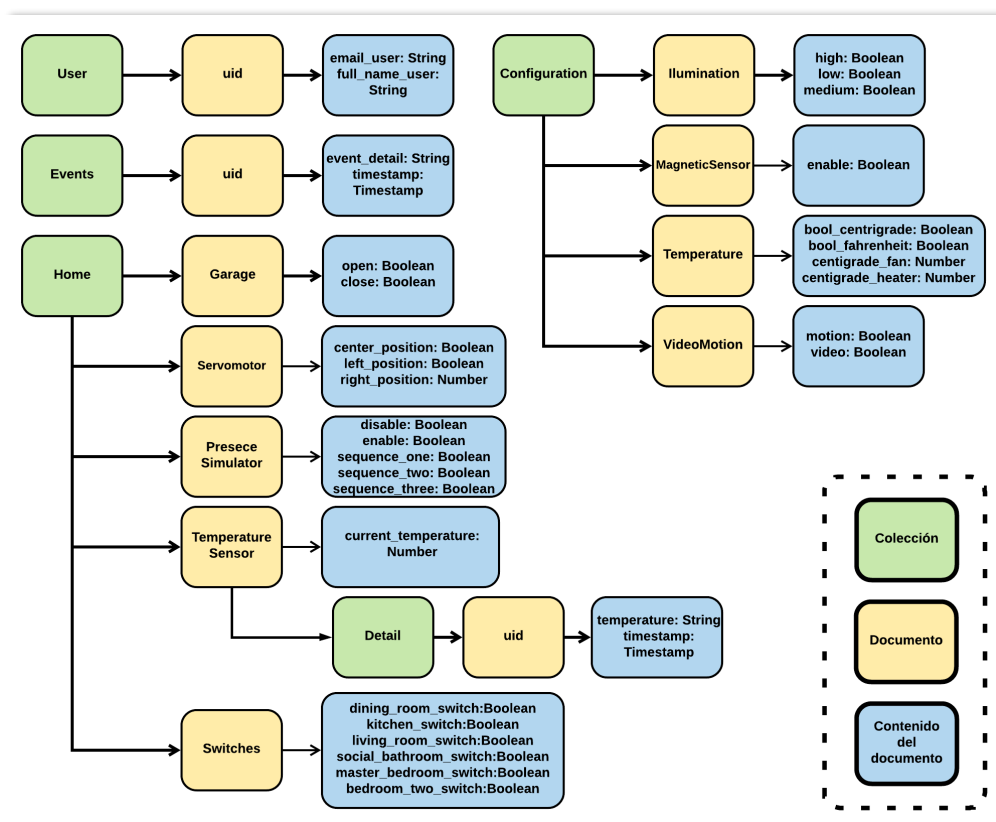 User
uid
email_user: String
full_name_user:
String
Events
uid
event_detail: String
timestamp:
Timestamp
Home
Garage
open: Boolean
close: Boolean
Servomotor
center_position: Boolean
left_position: Boolean
right_position: Number
Presece
Simulator
disable: Boolean
enable: Boolean
sequence_one: Boolean
sequence_two: Boolean
sequence_three: Boolean
Temperature
Sensor
current_temperature:
Number
Detail
uid
temperature: String
timestamp:
Timestamp
Switches
dining_room_switch:Boolean
kitchen_switch:Boolean
living_room_switch:Boolean
social_bathroom_switch:Boolean
master_bedroom_switch:Boolean
bedroom_two_switch:Boolean
Configuration
Ilumination
high: Boolean
low: Boolean
medium: Boolean
MagneticSensor
enable: Boolean
Temperature
bool_centrigrade: Boolean
bool_fahrenheit: Boolean
centigrade_fan: Number
centigrade_heater: Number
VideoMotion
motion: Boolean
video: Boolean
Colección
Documento
Contenido
del
documento